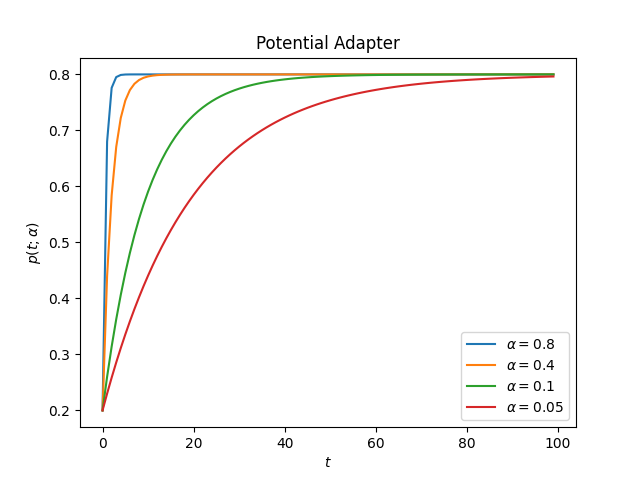 Potential Adapter
p(t; α)
0.8
0.7
0.6
0.5
0.4
0.3
0.2
0 20 40 60 80 100
t
α = 0.8
α = 0.4
α = 0.1
α = 0.05